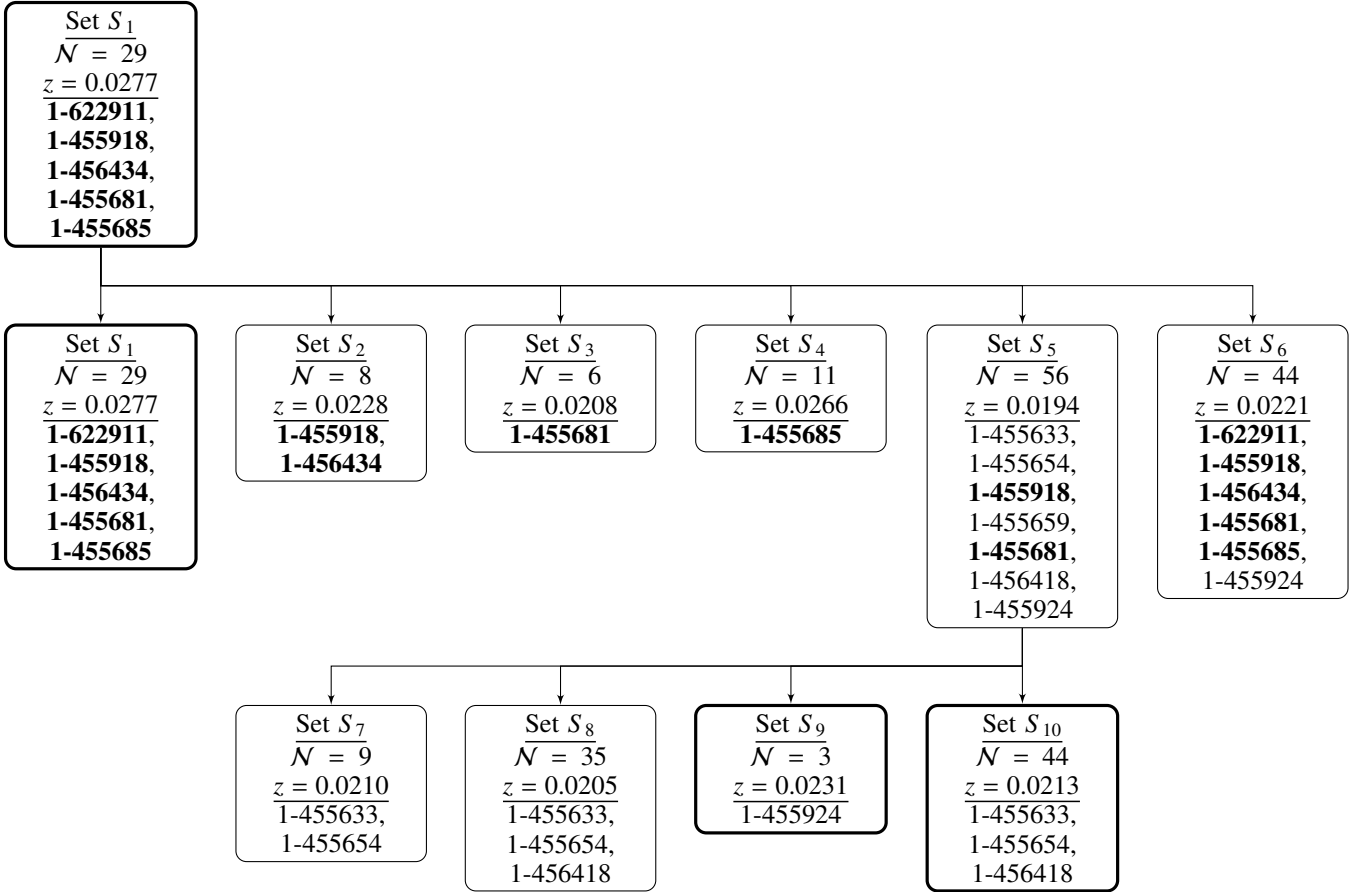 Set S1
N = 29
z = 0.0277
1-622911,
1-455918,
1-456434,
1-455681,
1-455685
Set S1
N = 29
z = 0.0277
1-622911,
1-455918,
1-456434,
1-455681,
1-455685
Set S2
N = 8
z = 0.0228
1-455918,
1-456434
Set S3
N = 6
z = 0.0208
1-455681
Set S4
N = 11
z = 0.0266
1-455685
Set S5
N = 56
z = 0.0194
1-455633,
1-455654,
1-455918,
1-455659,
1-455681,
1-456418,
1-455924
Set S6
N = 44
z = 0.0221
1-622911,
1-455918,
1-456434,
1-455681,
1-455685,
1-455924
Set S7
N = 9
z = 0.0210
1-455633,
1-455654
Set S8
N = 35
z = 0.0205
1-455633,
1-455654,
1-456418
Set S9
N = 3
z = 0.0231
1-455924
Set S10
N = 44
z = 0.0213
1-455633,
1-455654,
1-456418